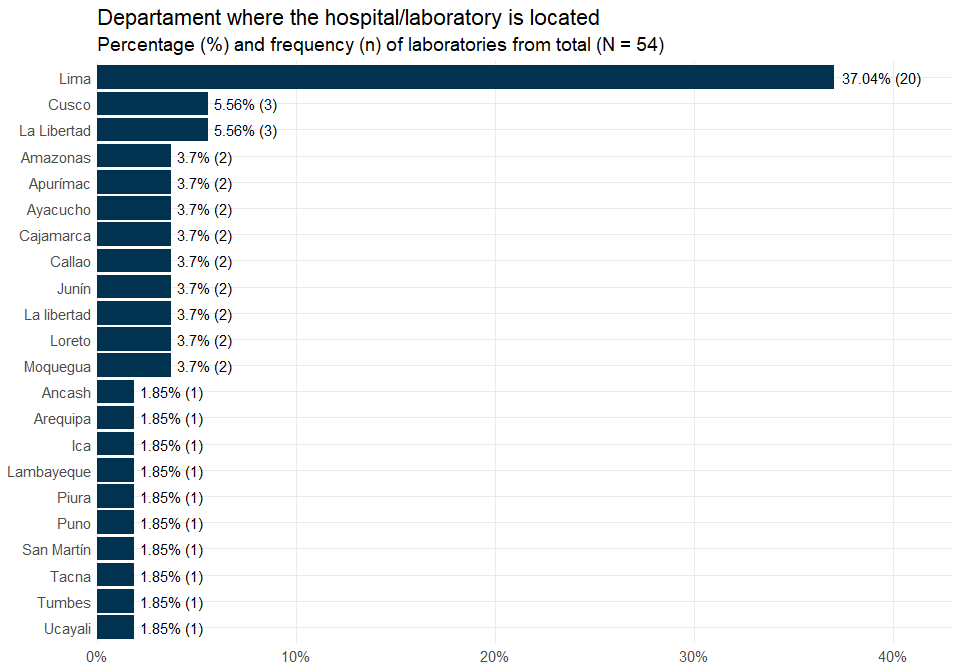 Departament where the hospital/laboratory is located
Percentage (%) and frequency (n) of laboratories from total (N = 54)
Lima 37.04% (20)
Cusco 5.56% (3)
La Libertad 5.56% (3)
Amazonas 3.7% (2)
Apurímac 3.7% (2)
Ayacucho 3.7% (2)
Cajamarca 3.7% (2)
Callao 3.7% (2)
Junín 3.7% (2)
La libertad 3.7% (2)
Loreto 3.7% (2)
Moquegua 3.7% (2)
Ancash 1.85% (1)
Arequipa 1.85% (1)
Ica 1.85% (1)
Lambayeque 1.85% (1)
Piura 1.85% (1)
Puno 1.85% (1)
San Martín 1.85% (1)
Tacna 1.85% (1)
Tumbes 1.85% (1)
Ucayali 1.85% (1)
0% 10% 20% 30% 40%